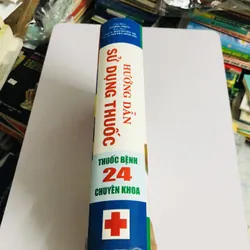 HƯỚNG DẪN
SỬ DỤNG THUỐC
THUỐC BỆNH
24
CHUYÊN KHOA